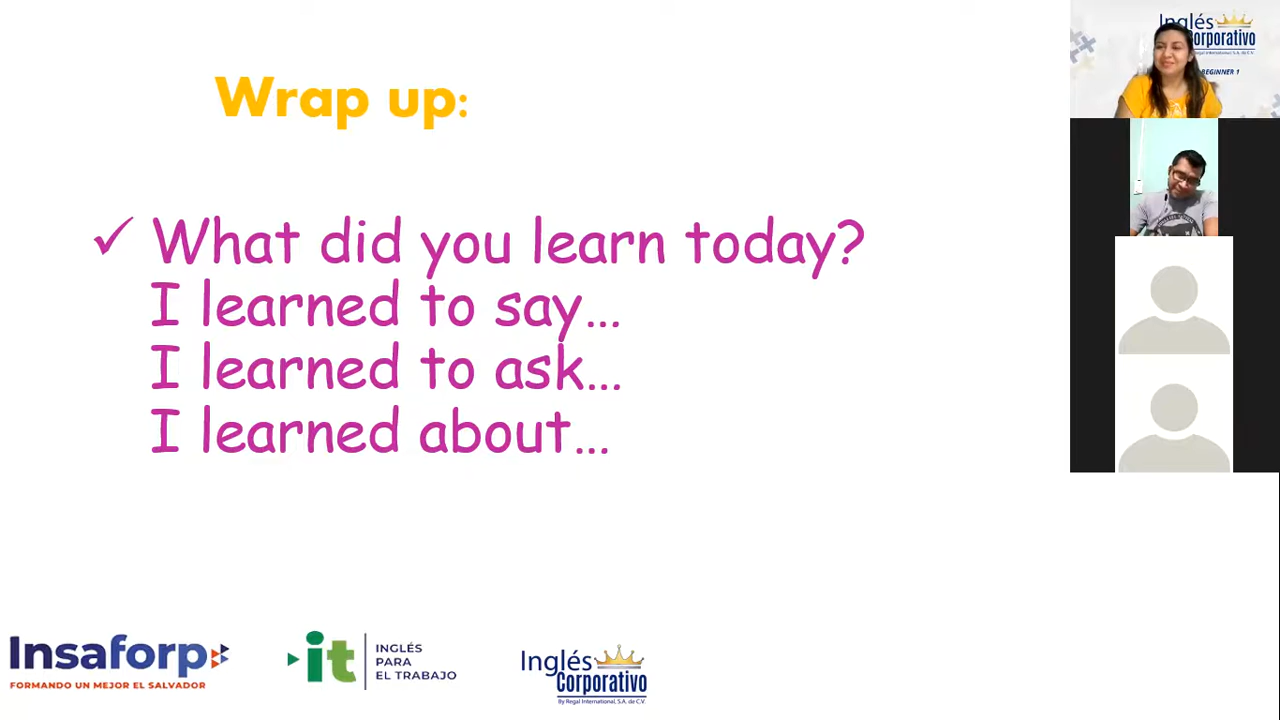 Wrap up:
✓ What did you learn today?
I learned to say...
I learned to ask...
I learned about...
Insaforp
FORMANDO UN MEJOR EL SALVADOR
it
INGLÉS
PARA
EL TRABAJO
Inglés
Corporativo
By Regal International, S.A. de C.V.
Inglés
Corporativo
BEGINNER 1